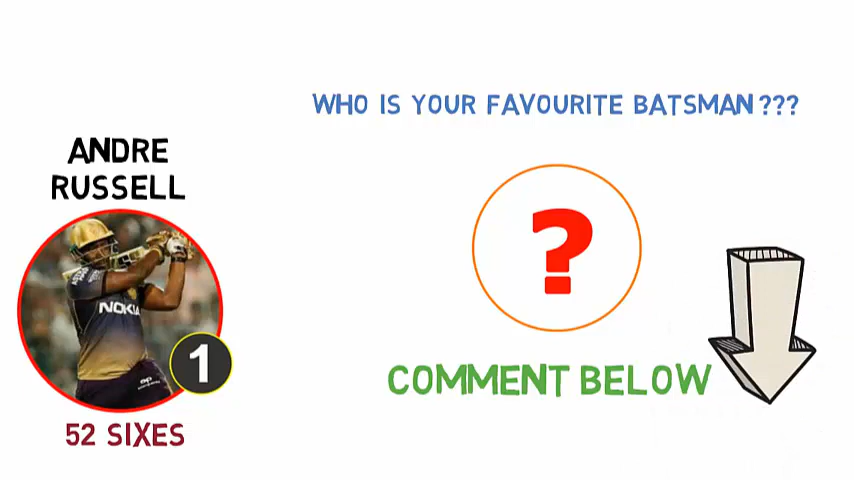 WHO IS YOUR FAVOURITE BATSMAN ???
ANDRE
RUSSELL
?
NOKIA
1
COMMENT BELOW
52 SIXES